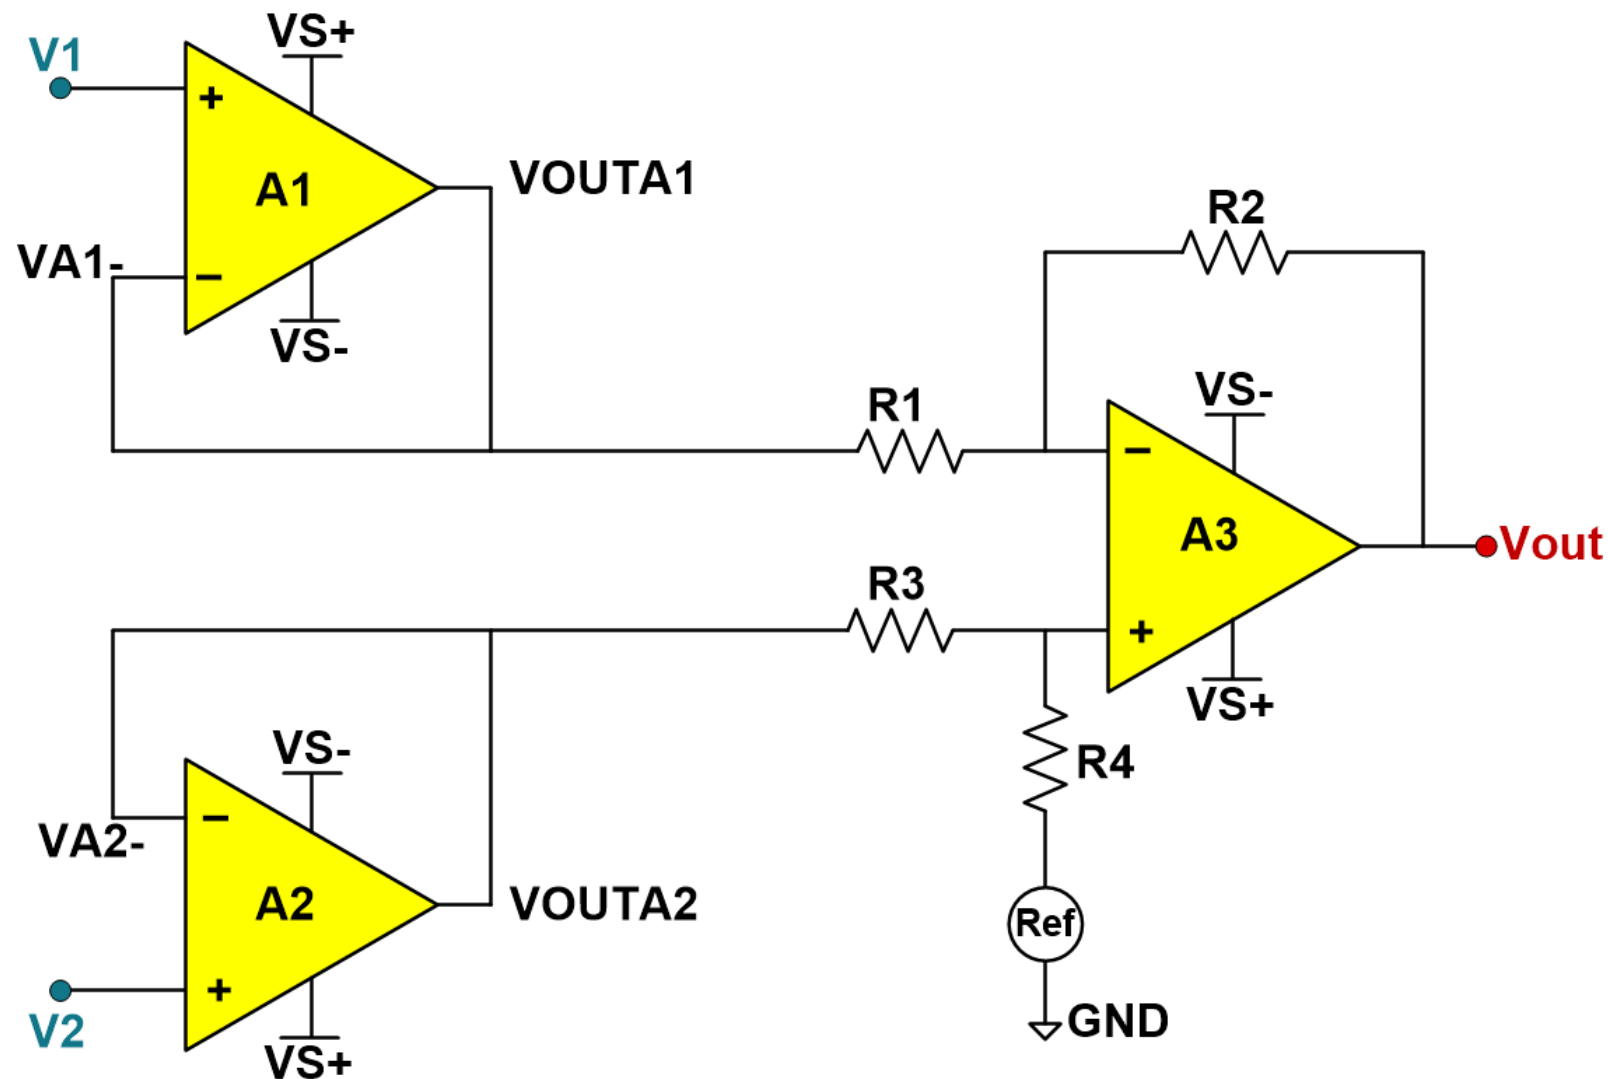 VS+
V1
+
A1
VOUTA1
VA1-
−
VS-
R2
R1
VS-
−
A3
Vout
R3
+
VS+
VS-
R4
−
VA2-
A2
VOUTA2
Ref
+
V2
GND
VS+